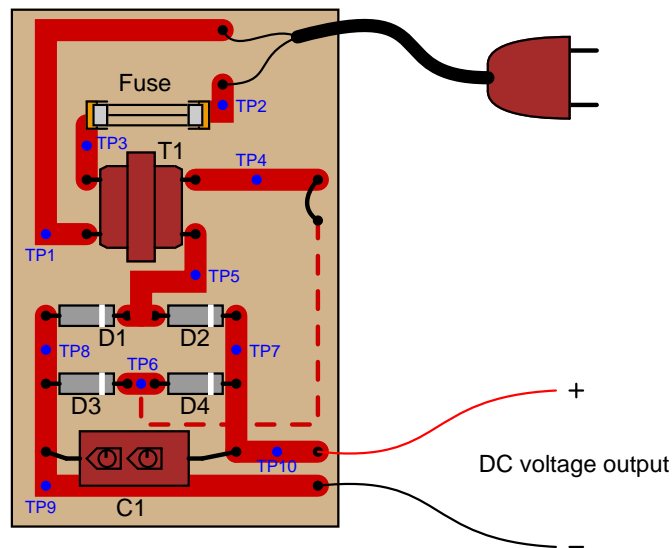 Fuse
TP2
TP3
T1
TP4
TP1
TP5
D1
D2
TP8
TP6
TP7
D3
D4
+
TP10
DC voltage output
TP9
C1
−